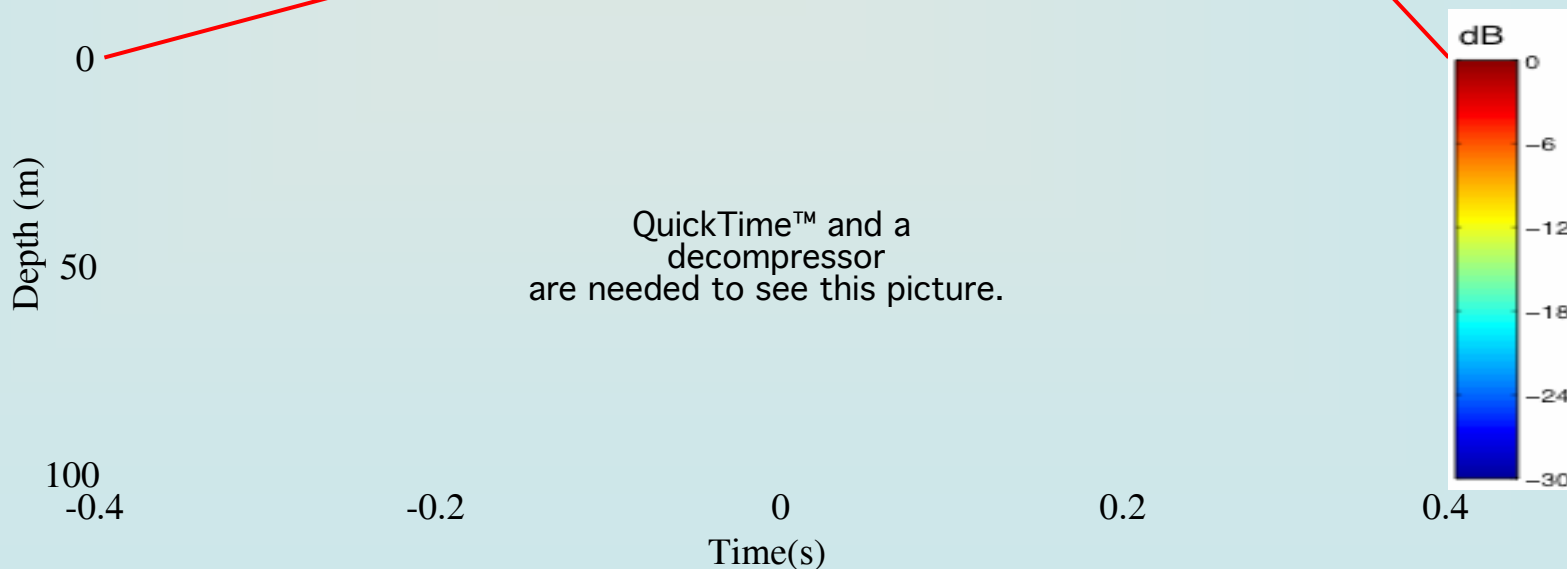 dB
0
0
-6
Depth (m)
QuickTime™ and a
-12
decompressor
50
are needed to see this picture.
-18
-24
100
-30
-0.4
-0.2
0
0.2
0.4
Time(s)